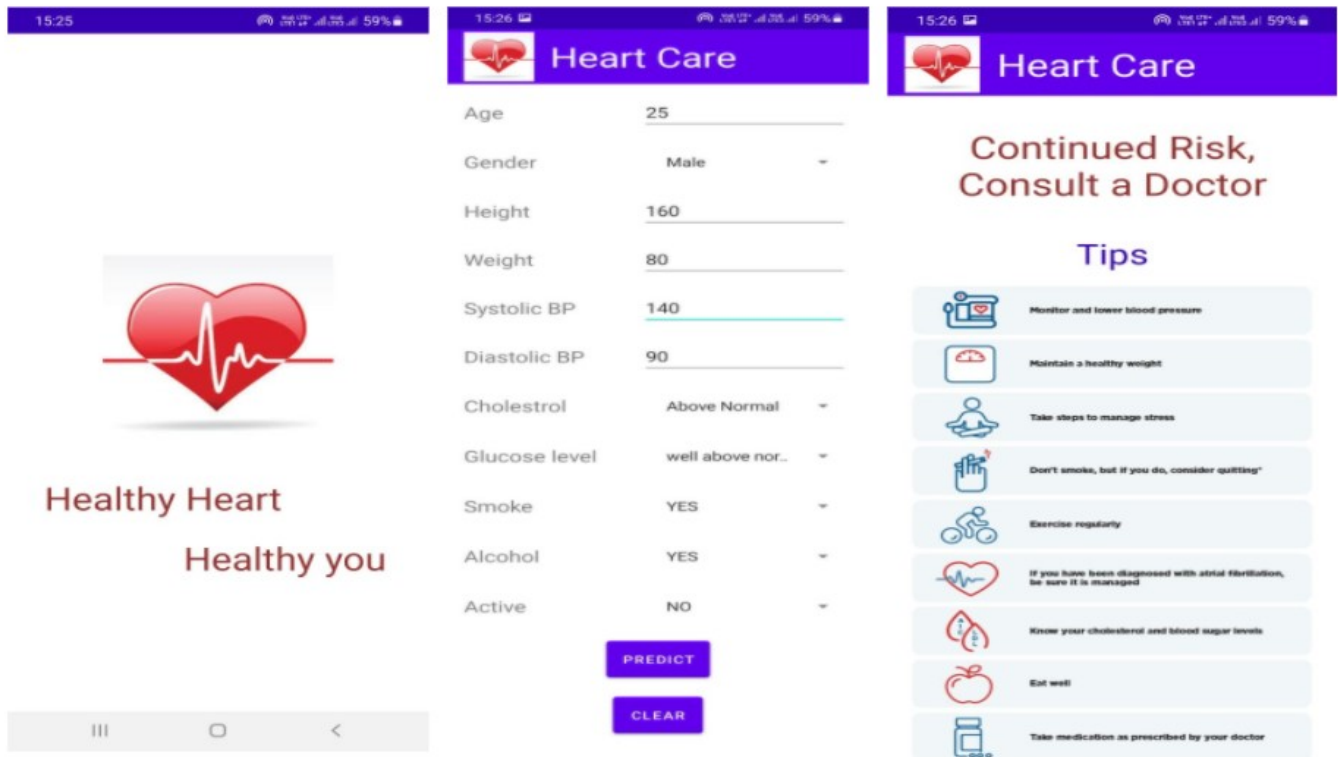 15:25
59%
Healthy Heart
Healthy you
15:26
59%
Heart Care
Age 25
Gender Male
Height 160
Weight 80
Systolic BP 140
Diastolic BP 90
Cholestrol Above Normal
Glucose level well above nor..
Smoke YES
Alcohol YES
Active NO
PREDICT
CLEAR
15:26
59%
Heart Care
Continued Risk,
Consult a Doctor
Tips
Monitor and lower blood pressure
Maintain a healthy weight
Take steps to manage stress
Don't smoke, but if you do, consider quitting*
Exercise regularly
If you have been diagnosed with atrial fibrillation,
be sure it is managed
Know your cholesterol and blood sugar levels
Eat well
Take medication as prescribed by your doctor